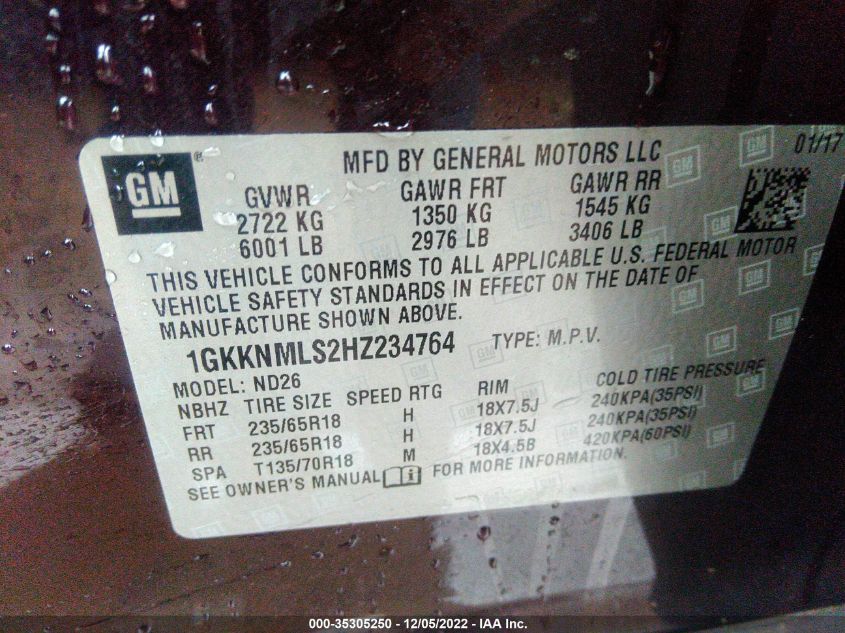 GM ® MFD BY GENERAL MOTORS LLC 01/17
GVWR GAWR FRT GAWR RR
2722 KG 1350 KG 1545 KG
6001 LB 2976 LB 3406 LB
THIS VEHICLE CONFORMS TO ALL APPLICABLE U.S. FEDERAL MOTOR
VEHICLE SAFETY STANDARDS IN EFFECT ON THE DATE OF
MANUFACTURE SHOWN ABOVE.
1GKKNMLS2HZ234764 TYPE: M.P.V.
MODEL: ND26
NBHZ TIRE SIZE SPEED RTG RIM COLD TIRE PRESSURE
FRT 235/65R18 H 18X7.5J 240KPA(35PSI)
RR 235/65R18 H 18X7.5J 240KPA(35PSI)
SPA T135/70R18 M 18X4.5B 420KPA(60PSI)
SEE OWNER'S MANUAL FOR MORE INFORMATION.
000-35305250 - 12/05/2022 - IAA Inc.